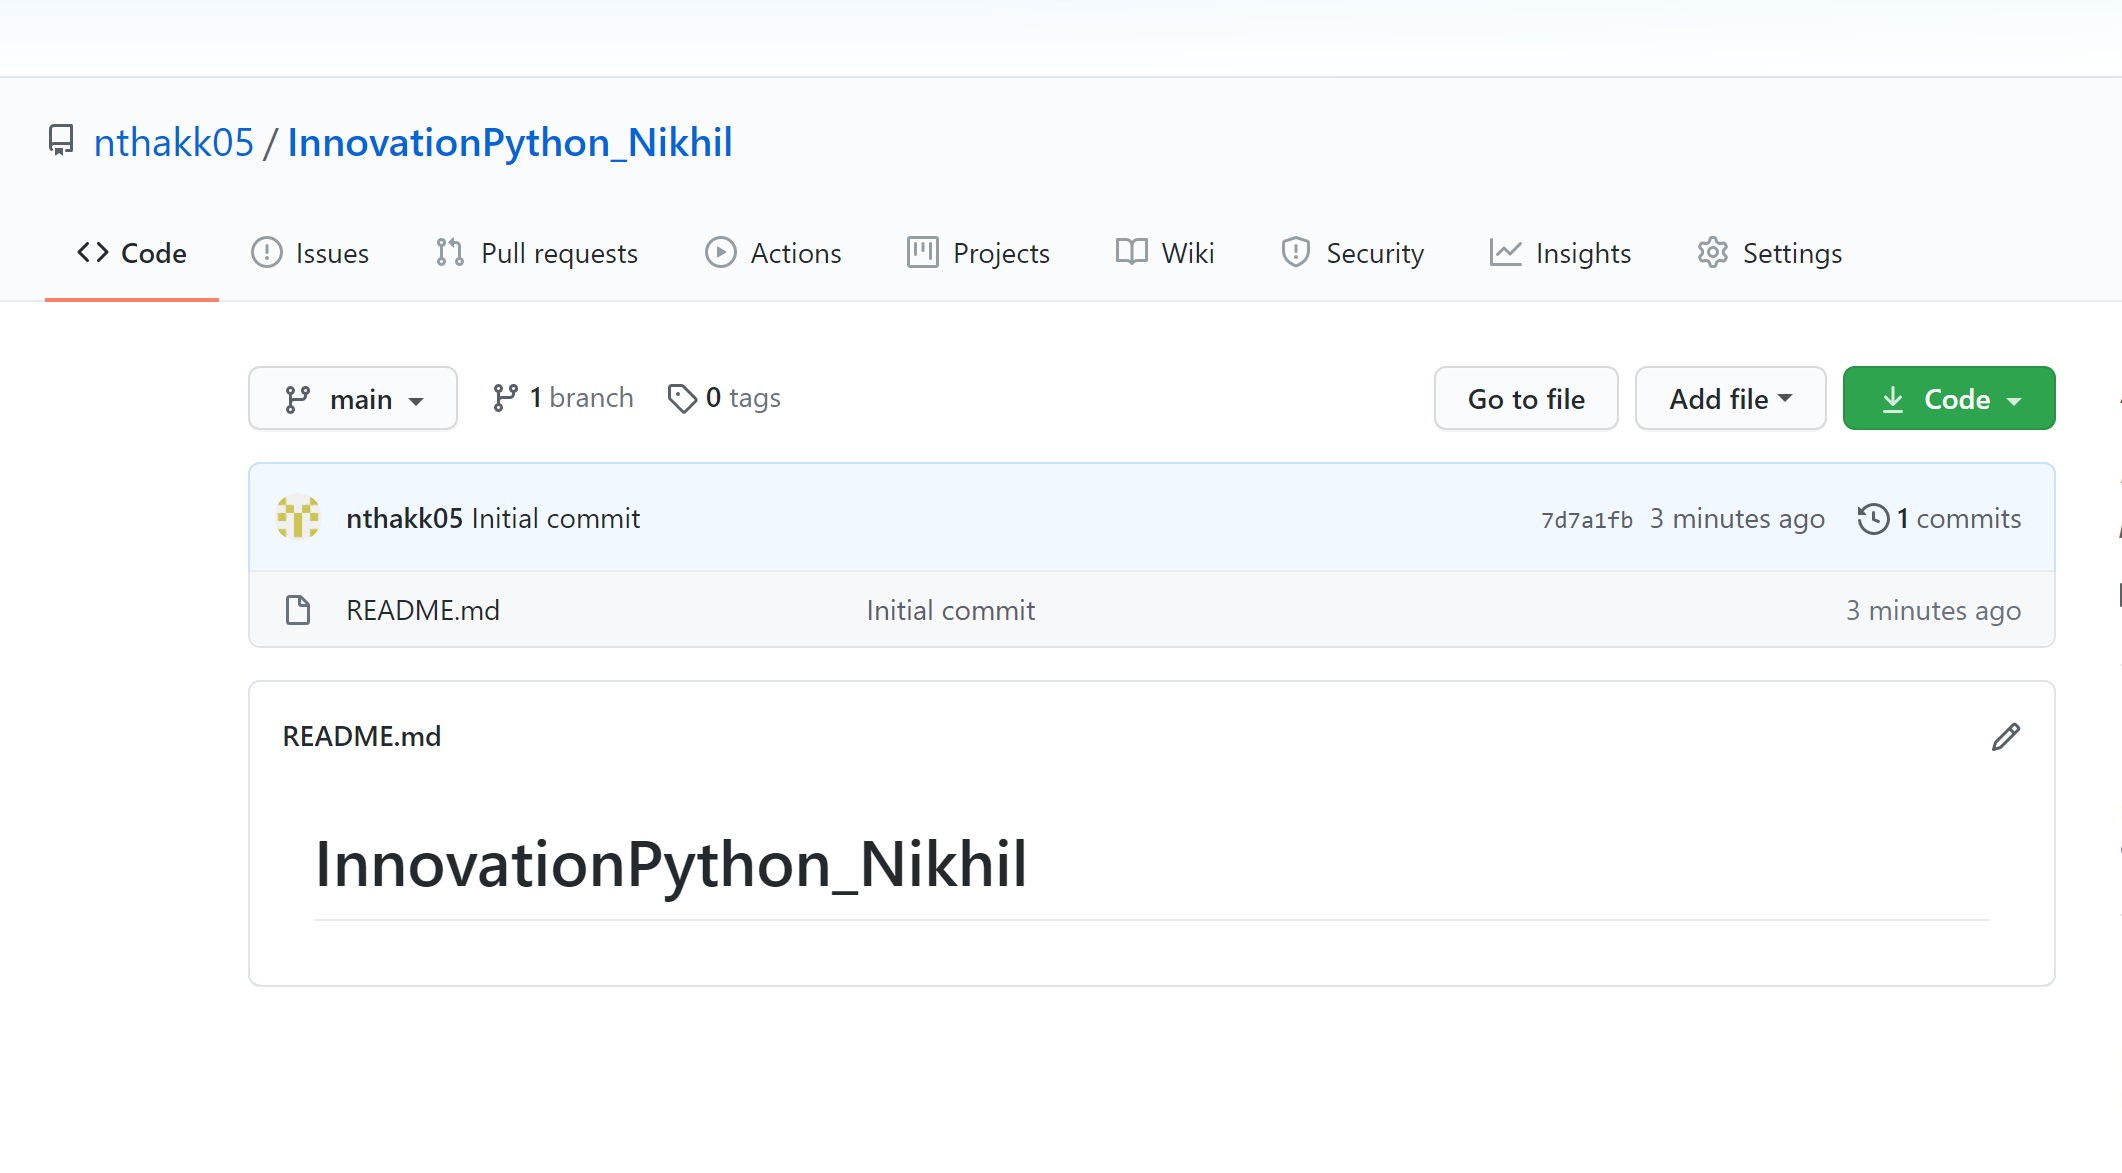 nthakk05 / InnovationPython_Nikhil
Code Issues Pull requests Actions Projects Wiki Security Insights Settings
main 1 branch 0 tags Go to file Add file Code
nthakk05 Initial commit 7d7a1fb 3 minutes ago 1 commits
README.md Initial commit 3 minutes ago
README.md
InnovationPython_Nikhil